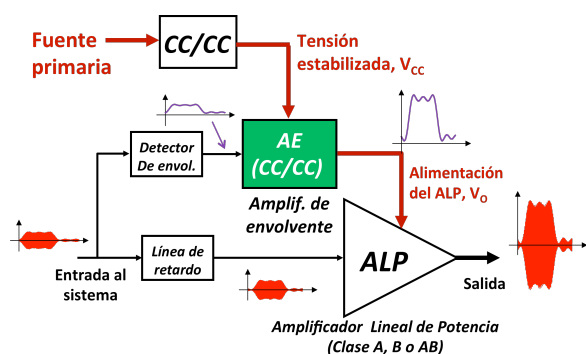 Fuente
primaria
CC/CC
Tensión
estabilizada, VCC
Detector
De envol.
AE
(CC/CC)
Alimentación
del ALP, VO
Amplif. de
envolvente
Línea de
retardo
ALP
Entrada al
sistema
Salida
Amplificador Lineal de Potencia
(Clase A, B o AB)